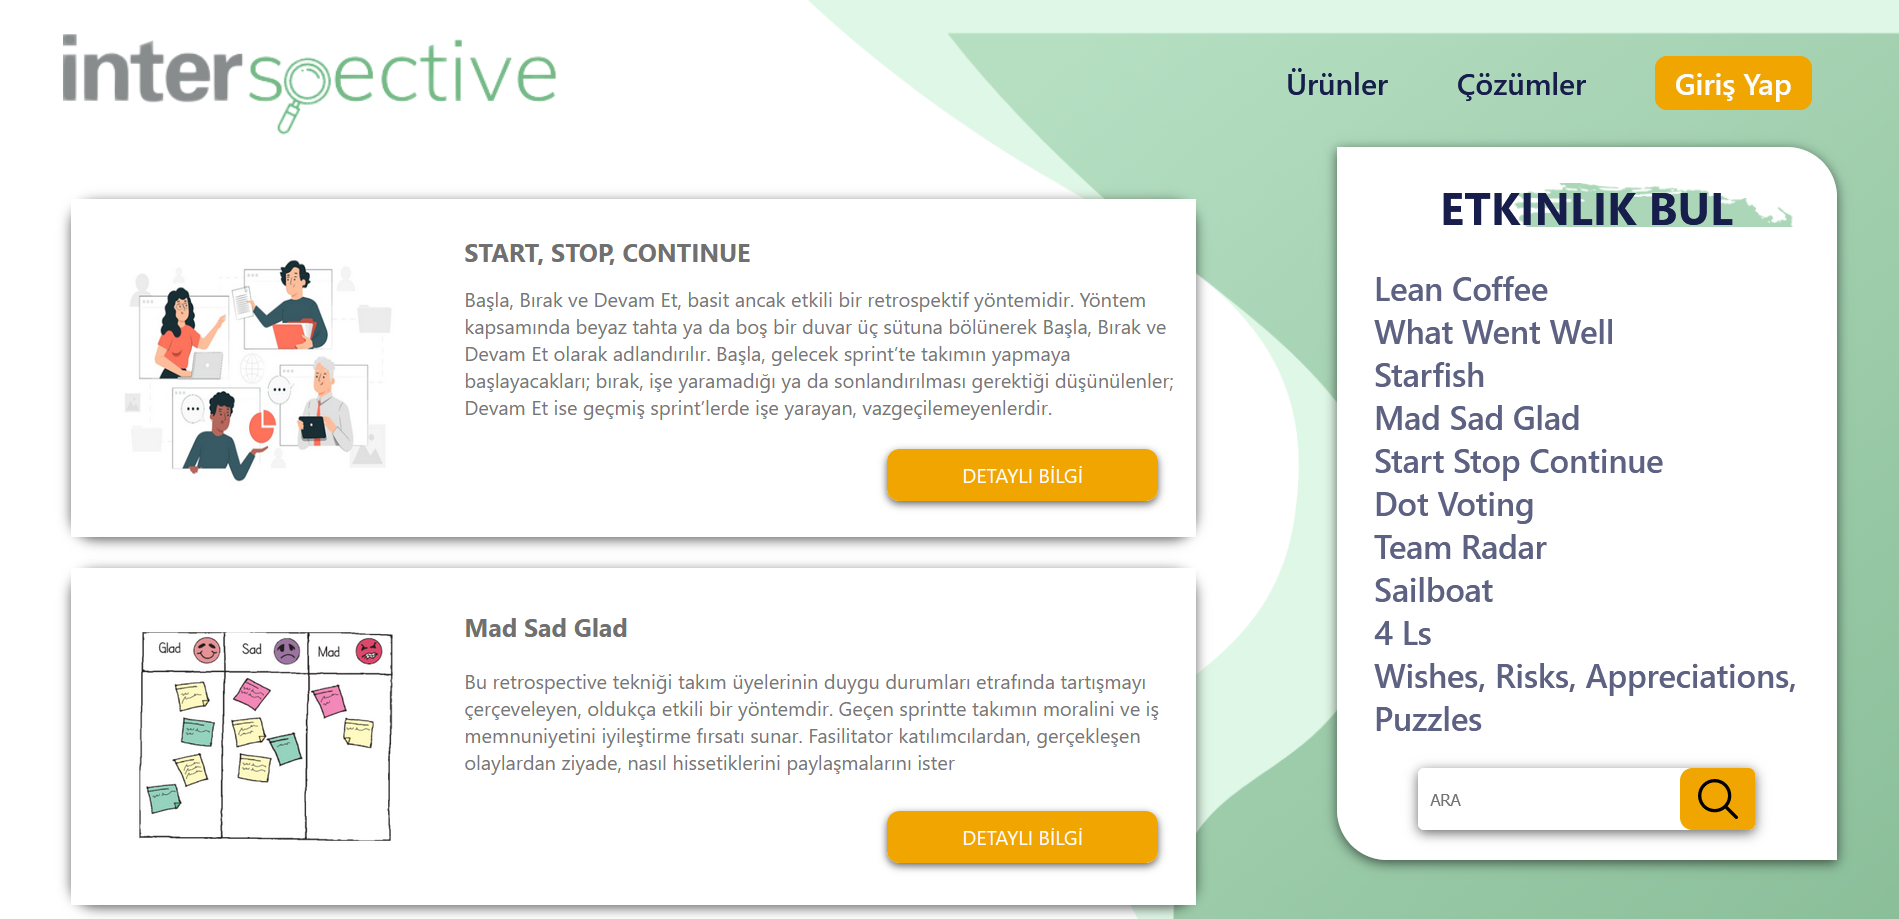 interspective
Ürünler
Çözümler
Giriş Yap
START, STOP, CONTINUE
Başla, Bırak ve Devam Et, basit ancak etkili bir retrospektif yöntemidir. Yöntem
kapsamında beyaz tahta ya da boş bir duvar üç sütuna bölünerek Başla, Bırak ve
Devam Et olarak adlandırılır. Başla, gelecek sprint’te takımın yapmaya
başlayacakları; bırak, işe yaramadığı ya da sonlandırılması gerektiği düşünülenler;
Devam Et ise geçmiş sprint’lerde işe yarayan, vazgeçilemeyenlerdir.
DETAYLI BİLGİ
Glad
Sad
Mad
Mad Sad Glad
Bu retrospective tekniği takım üyelerinin duygu durumları etrafında tartışmayı
çerçeveleyen, oldukça etkili bir yöntemdir. Geçen sprintte takımın moralini ve iş
memnuniyetini iyileştirme fırsatı sunar. Fasilitator katılımcılardan, gerçekleşen
olaylardan ziyade, nasıl hissetiklerini paylaşmalarını ister
DETAYLI BİLGİ
ETKINLIK BUL
Lean Coffee
What Went Well
Starfish
Mad Sad Glad
Start Stop Continue
Dot Voting
Team Radar
Sailboat
4 Ls
Wishes, Risks, Appreciations,
Puzzles
ARA